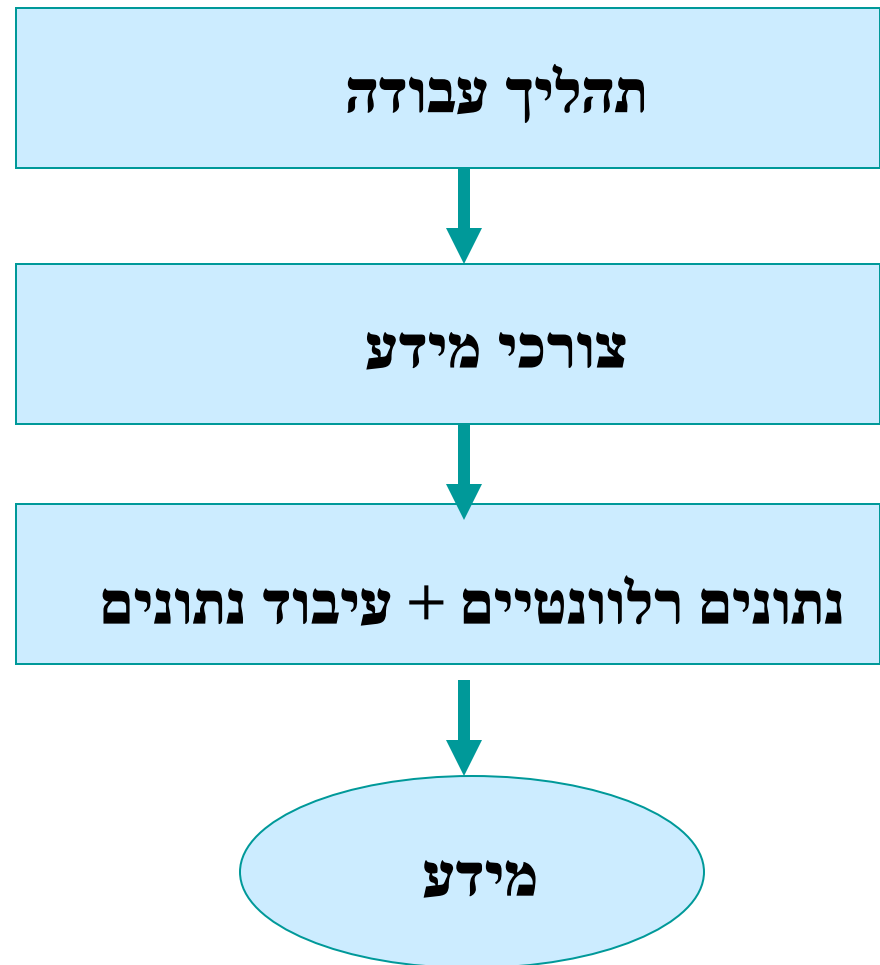 תהליך עבודה
צורכי מידע
נתונים רלוונטיים + עיבוד נתונים
מידע